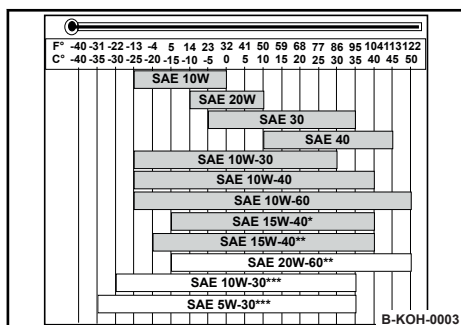 F° -40 -31 -22 -13 -4 5 14 23 32 41 50 59 68 77 86 95 104 113 122
C° -40 -35 -30 -25 -20 -15 -10 -5 0 5 10 15 20 25 30 35 40 45 50
SAE 10W
SAE 20W
SAE 30
SAE 40
SAE 10W-30
SAE 10W-40
SAE 10W-60
SAE 15W-40*
SAE 15W-40**
SAE 20W-60**
SAE 10W-30***
SAE 5W-30***
B-KOH-0003